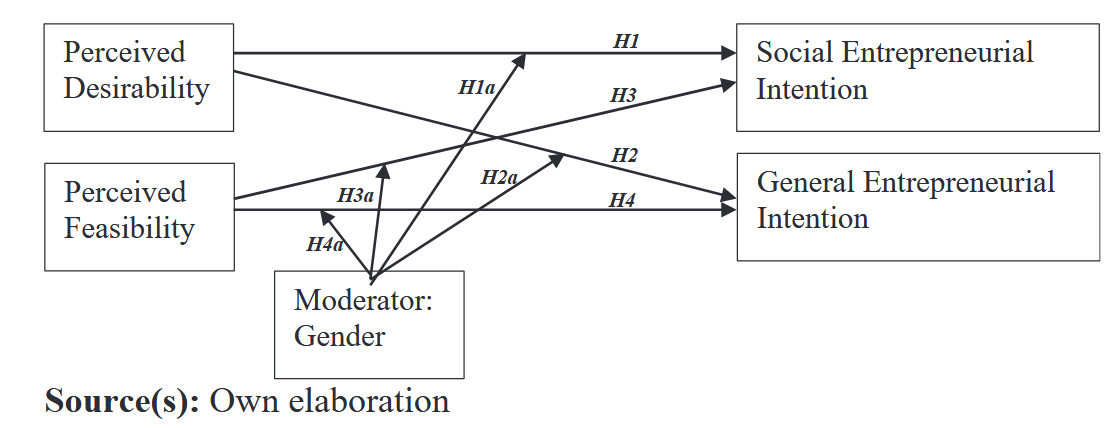 Perceived
Desirability
H1
Social Entrepreneurial
Intention
H1a
H3
Perceived
Feasibility
H2
H2a
H3a
H4
General Entrepreneurial
Intention
H4a
Moderator:
Gender
Source(s): Own elaboration